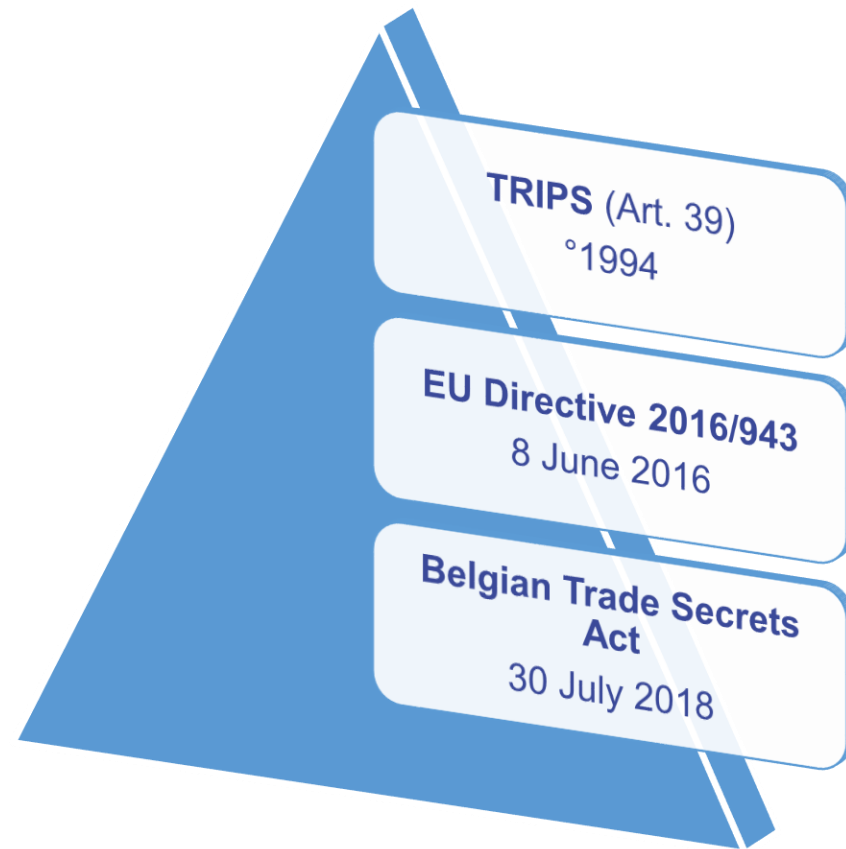 TRIPS (Art. 39)
°1994
EU Directive 2016/943
8 June 2016
Belgian Trade Secrets
Act
30 July 2018